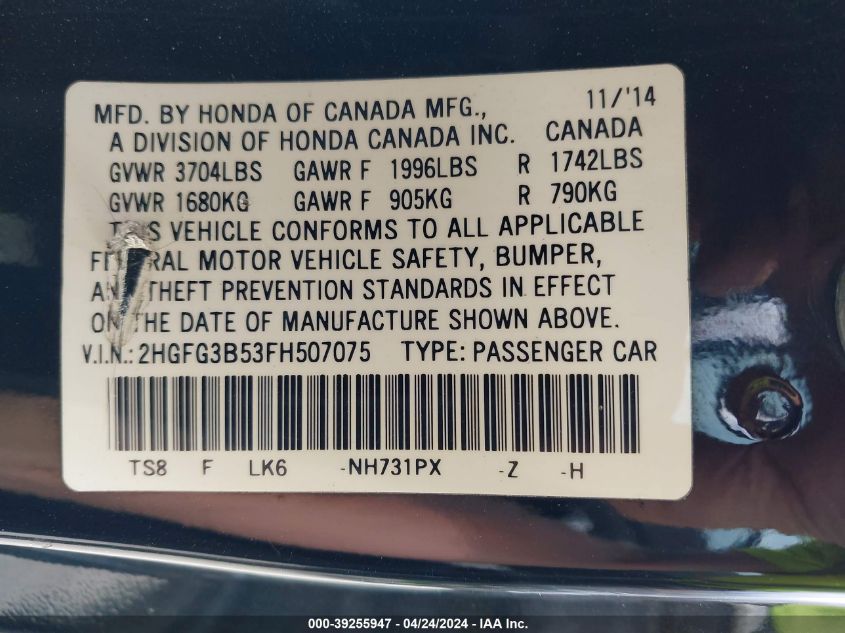 MFD. BY HONDA OF CANADA MFG., 11/'14
A DIVISION OF HONDA CANADA INC. CANADA
GVWR 3704LBS GAWR F 1996LBS R 1742LBS
GVWR 1680KG GAWR F 905KG R 790KG
VEHICLE CONFORMS TO ALL APPLICABLE
MOTOR VEHICLE SAFETY, BUMPER,
THEFT PREVENTION STANDARDS IN EFFECT
ON THE DATE OF MANUFACTURE SHOWN ABOVE.
V.I.N.: 2HGFG3B53FH507075 TYPE: PASSENGER CAR
TS8 F LK6 -NH731PX -Z -H
000-39255947 - 04/24/2024 - IAA Inc.